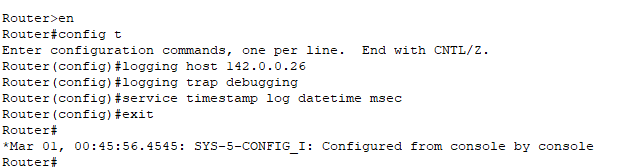 Router>en
Router#config t
Enter configuration commands, one per line.  End with CNTL/Z.
Router(config)#logging host 142.0.0.26
Router(config)#logging trap debugging
Router(config)#service timestamp log datetime msec
Router(config)#exit
Router#
*Mar 01, 00:45:56.4545: SYS-5-CONFIG_I: Configured from console by console
Router#